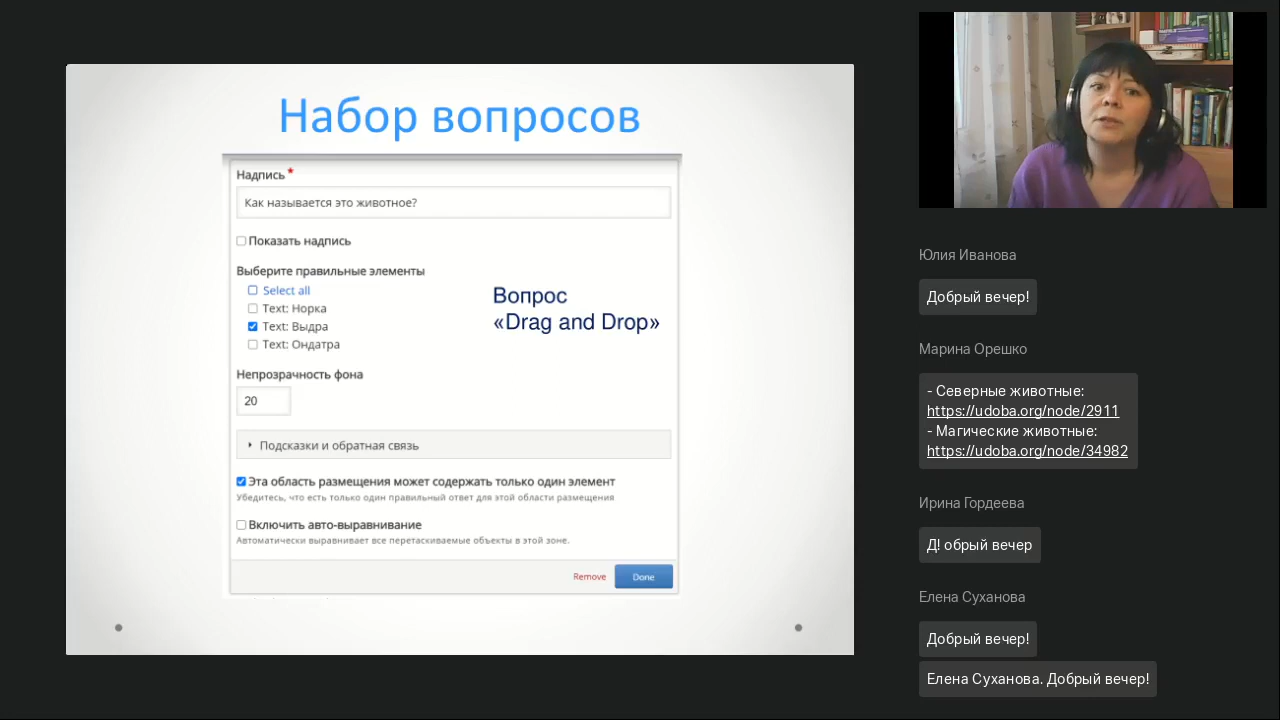 Набор вопросов
Надпись *
Как называется это животное?
Показать надпись
Выберите правильные элементы
Select all
Text: Норка
Text: Выдра
Text: Ондатра
Вопрос
«Drag and Drop»
Непрозрачность фона
20
Подсказки и обратная связь
Эта область размещения может содержать только один элемент
Убедитесь, что есть только один правильный ответ для этой области размещения
Включить авто-выравнивание
Автоматически выравнивает все перетаскиваемые объекты в этой зоне.
Remove
Done
Юлия Иванова
Добрый вечер!
Марина Орешко
- Северные животные:
https://udoba.org/node/2911
- Магические животные:
https://udoba.org/node/34982
Ирина Гордеева
Д! обрый вечер
Елена Суханова
Добрый вечер!
Елена Суханова. Добрый вечер!